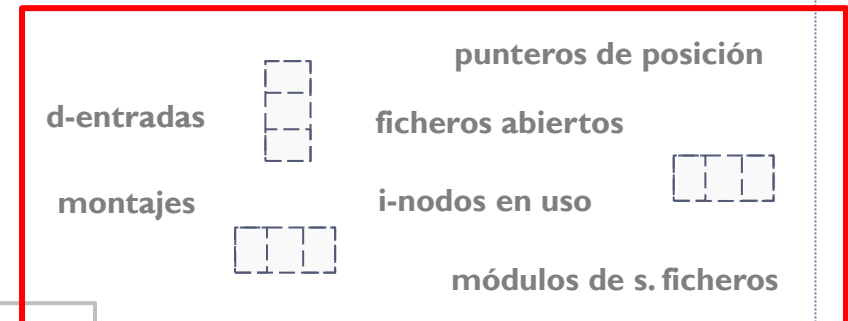 punteros de posición
d-entradas
ficheros abiertos
montajes
i-nodos en uso
módulos de s. ficheros